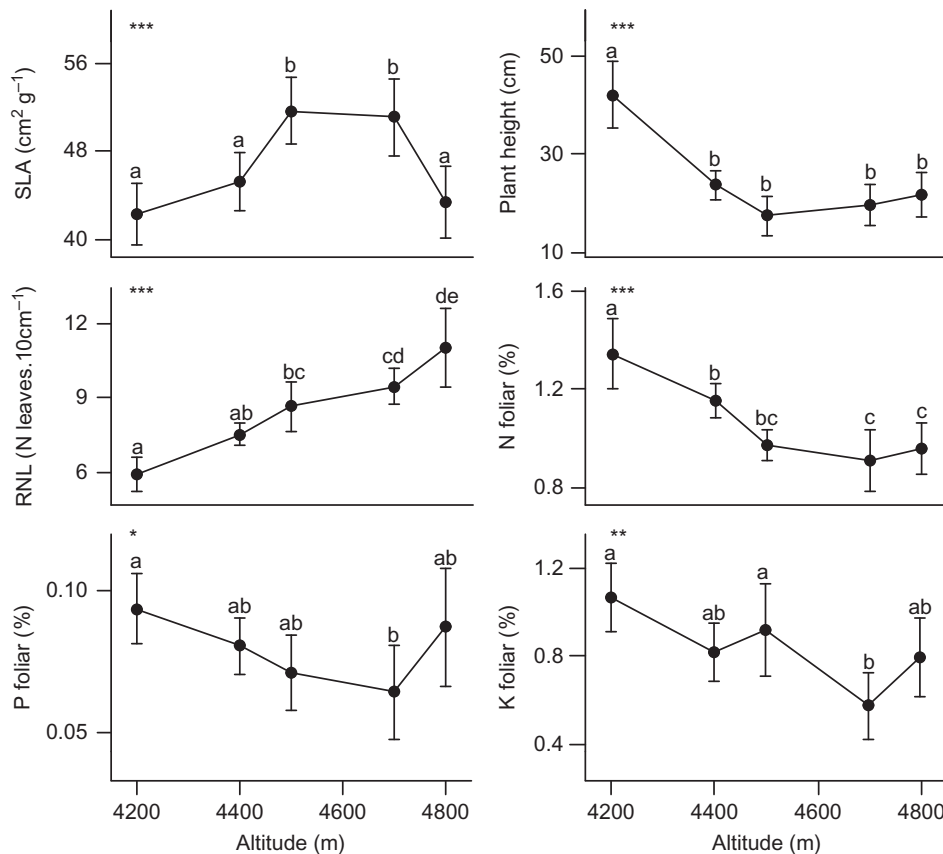 ***
56
48
40
SLA (cm² g⁻¹)
a
a
b
b
a
***
50
30
10
Plant height (cm)
a
b
b
b
b
***
12
9
6
RNL (N leaves.10cm⁻¹)
a
ab
bc
cd
de
***
1.6
1.2
0.8
N foliar (%)
a
b
bc
c
c
*
0.10
0.05
P foliar (%)
a
ab
ab
b
ab
4200 4400 4600 4800
Altitude (m)
**
1.2
0.8
0.4
K foliar (%)
a
ab
a
b
ab
4200 4400 4600 4800
Altitude (m)